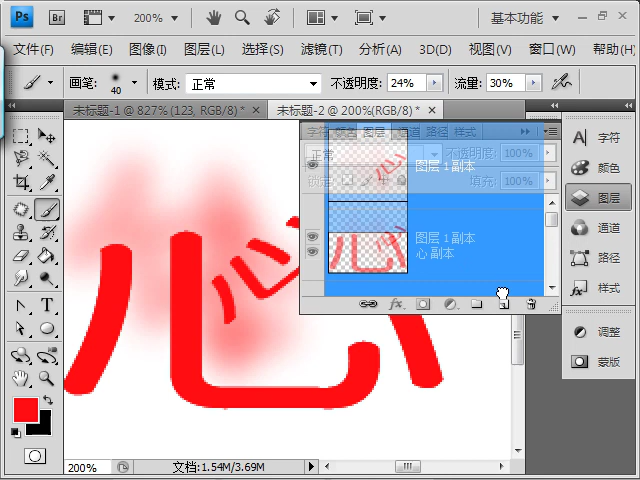 Ps Br 200% 基本功能
文件(F) 编辑(E) 图像(I) 图层(L) 选择(S) 滤镜(T) 分析(A) 3D(D) 视图(V) 窗口(W) 帮助(H)
画笔: 40 模式: 正常 不透明度: 24% 流量: 30%
未标题-1 @ 827% (123, RGB/8) * × 未标题-2 @ 200%(RGB/8) * ×
图层 通道 路径 样式
正常 不透明度: 100%
锁定: 填充: 100%
图层 1 副本
图层 1 副本
心 副本
fx
心
心
字符
颜色
图层
通道
路径
样式
调整
蒙版
200% 文档:1.54M/3.69M